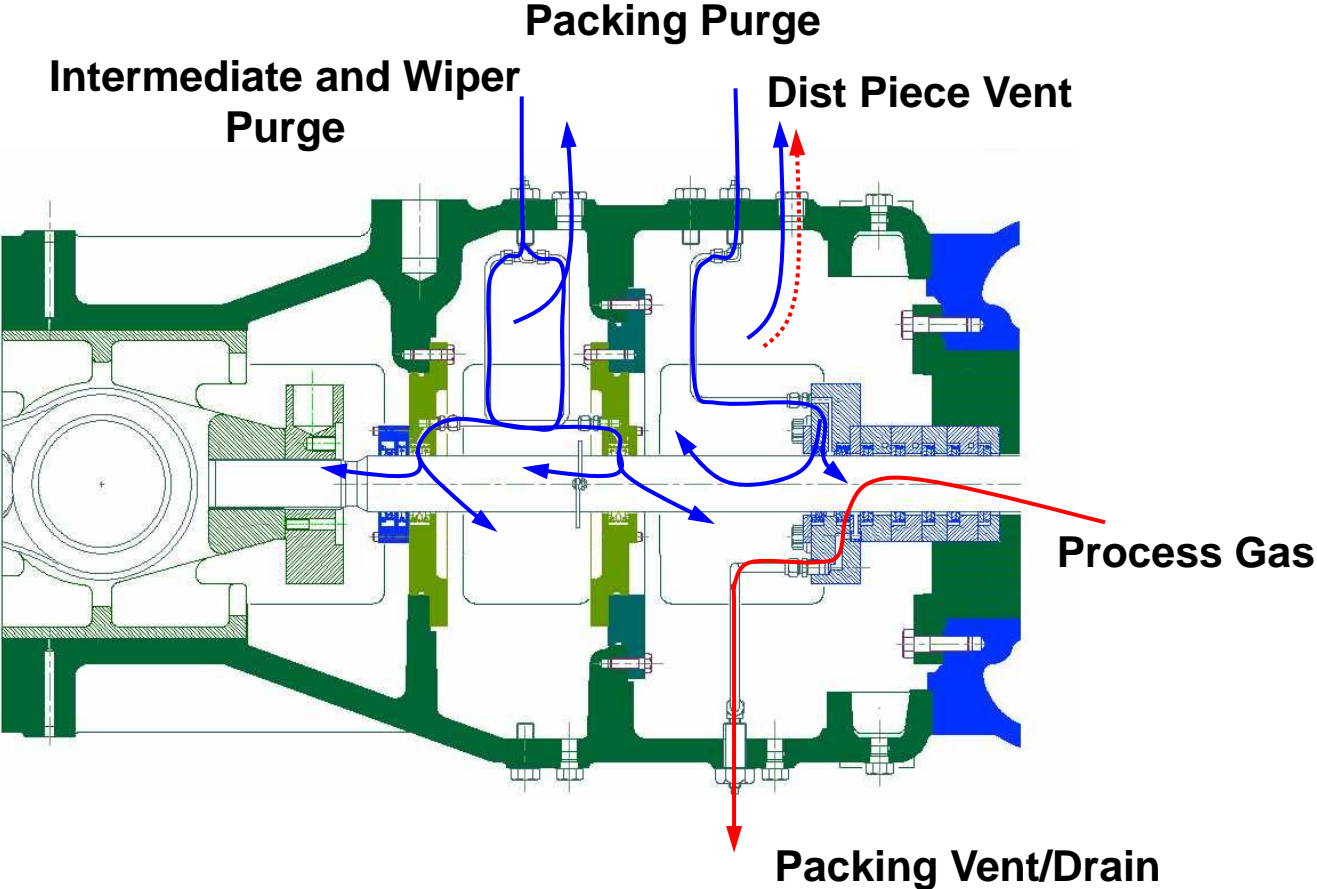 Packing Purge
Intermediate and Wiper
Purge
Dist Piece Vent
Process Gas
Packing Vent/Drain